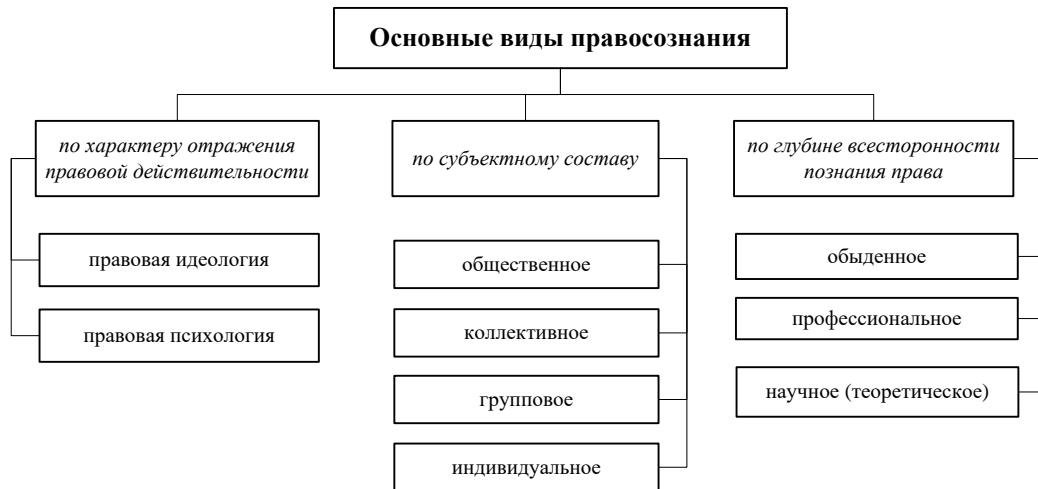 Основные виды правосознания
по характеру отражения
правовой действительности
по субъектному составу
по глубине всесторонности
познания права
правовая идеология
правовая психология
общественное
коллективное
групповое
индивидуальное
обыденное
профессиональное
научное (теоретическое)